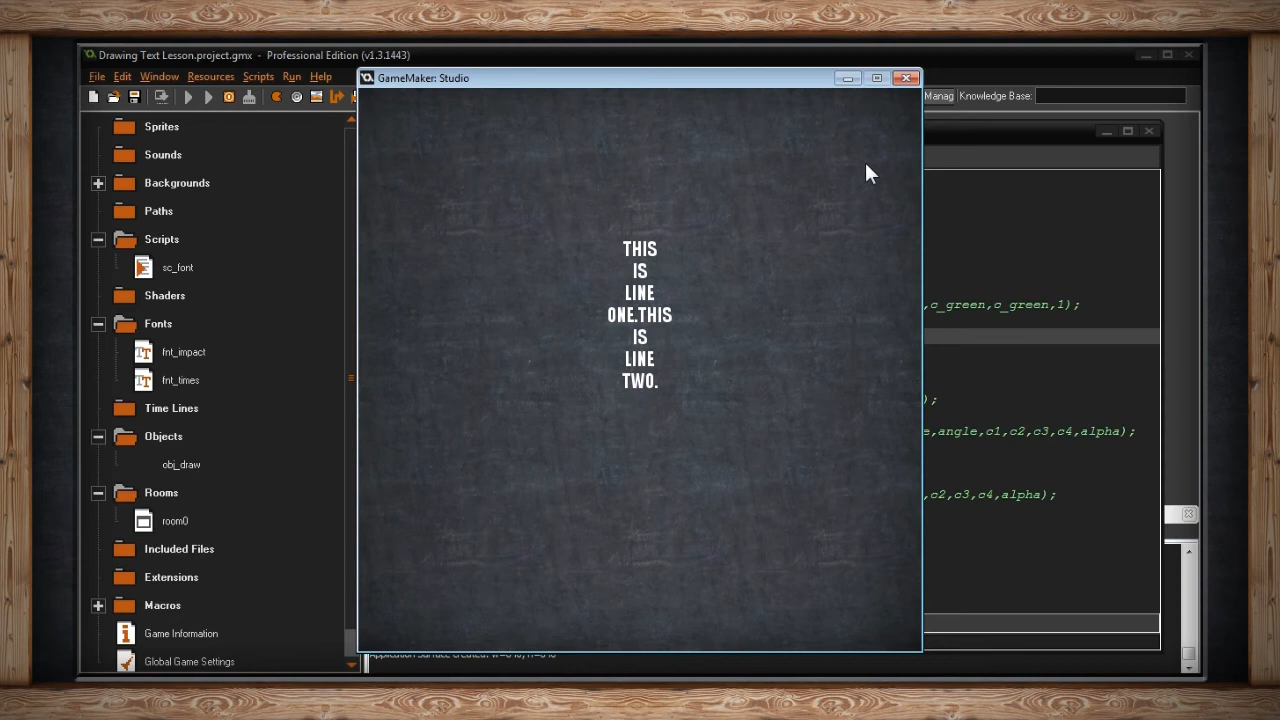 Drawing Text Lesson.project.gmx - Professional Edition (v1.3.1443)
File Edit Window Resources Scripts Run Help
GameMaker: Studio
Manag Knowledge Base:
Sprites
Sounds
Backgrounds
Paths
Scripts
sc_font
Shaders
Fonts
fnt_impact
fnt_times
Time Lines
Objects
obj_draw
Rooms
room0
Included Files
Extensions
Macros
Game Information
Global Game Settings
THIS
IS
LINE
ONE.THIS
IS
LINE
TWO.
,c_green,c_green,1);
);
e,angle,c1,c2,c3,c4,alpha);
,c2,c3,c4,alpha);